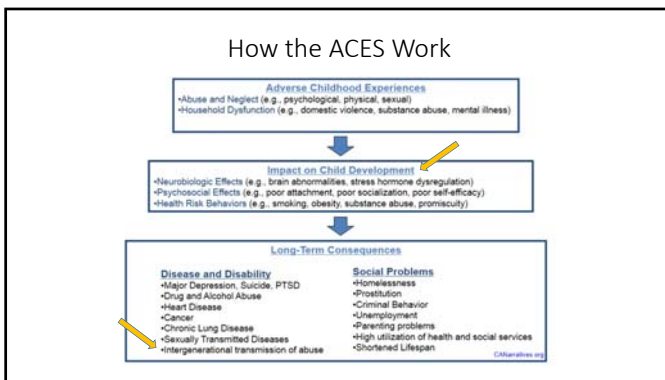 How the ACES Work
Adverse Childhood Experiences
•Abuse and Neglect (e.g., psychological, physical, sexual)
•Household Dysfunction (e.g., domestic violence, substance abuse, mental illness)
Impact on Child Development
•Neurobiologic Effects (e.g., brain abnormalities, stress hormone dysregulation)
•Psychosocial Effects (e.g., poor attachment, poor socialization, poor self-efficacy)
•Health Risk Behaviors (e.g., smoking, obesity, substance abuse, promiscuity)
Long-Term Consequences
Disease and Disability
•Major Depression, Suicide, PTSD
•Drug and Alcohol Abuse
•Heart Disease
•Cancer
•Chronic Lung Disease
•Sexually Transmitted Diseases
•Intergenerational transmission of abuse
Social Problems
•Homelessness
•Prostitution
•Criminal Behavior
•Unemployment
•Parenting problems
•High utilization of health and social services
•Shortened Lifespan
CANarratives.org